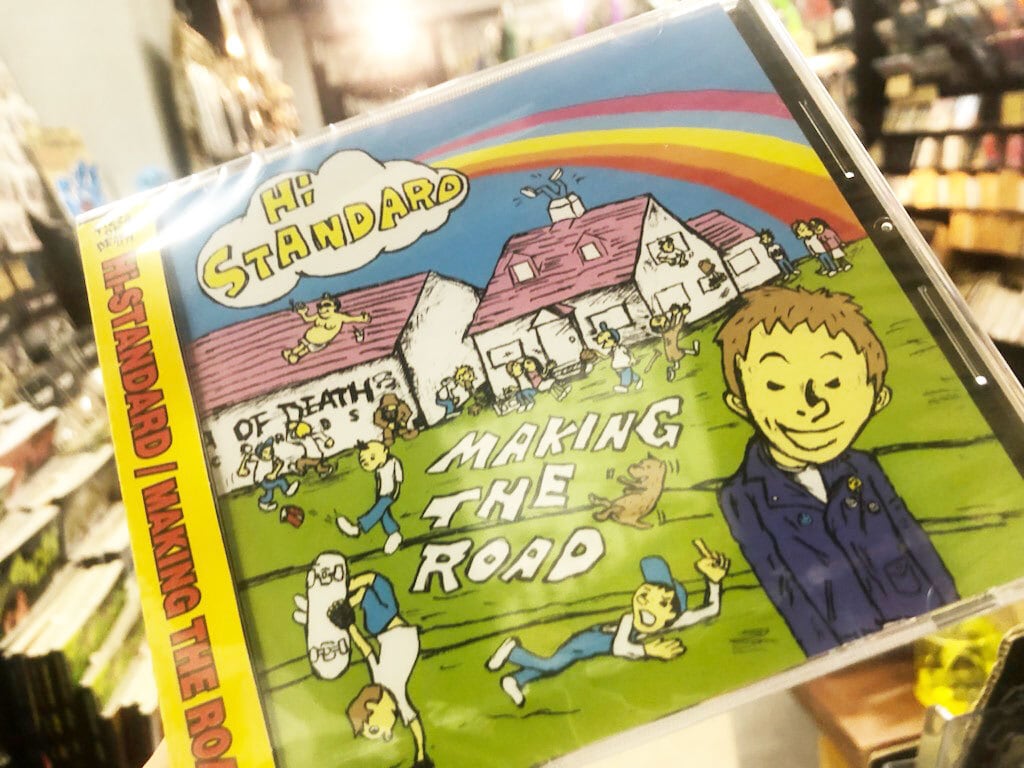 Hi
STANDARD
OF DEATH?
MAKING
THE
ROAD
Hi-STANDARD / MAKING THE ROA